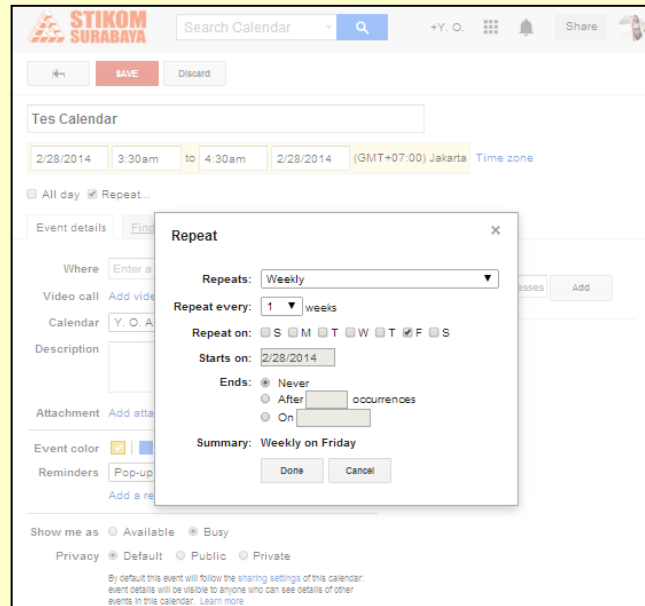 STIKOM
SURABAYA
Search Calendar
+Y. O.
Share
SAVE
Discard
Tes Calendar
2/28/2014 3:30am to 4:30am 2/28/2014 (GMT+07:00) Jakarta Time zone
All day Repeat...
Event details Find
Repeat
Where Enter a
Repeats: Weekly
esses Add
Video call Add vide
Repeat every: 1 weeks
Calendar Y. O. A
Repeat on: S M T W T F S
Description
Starts on: 2/28/2014
Ends: Never
After occurrences
Attachment Add atta
On
Event color
Summary: Weekly on Friday
Reminders Pop-up
Done Cancel
Add a re
Show me as Available Busy
Privacy Default Public Private
By default this event will follow the sharing settings of this calendar:
event details will be visible to anyone who can see details of other
events in this calendar. Learn more